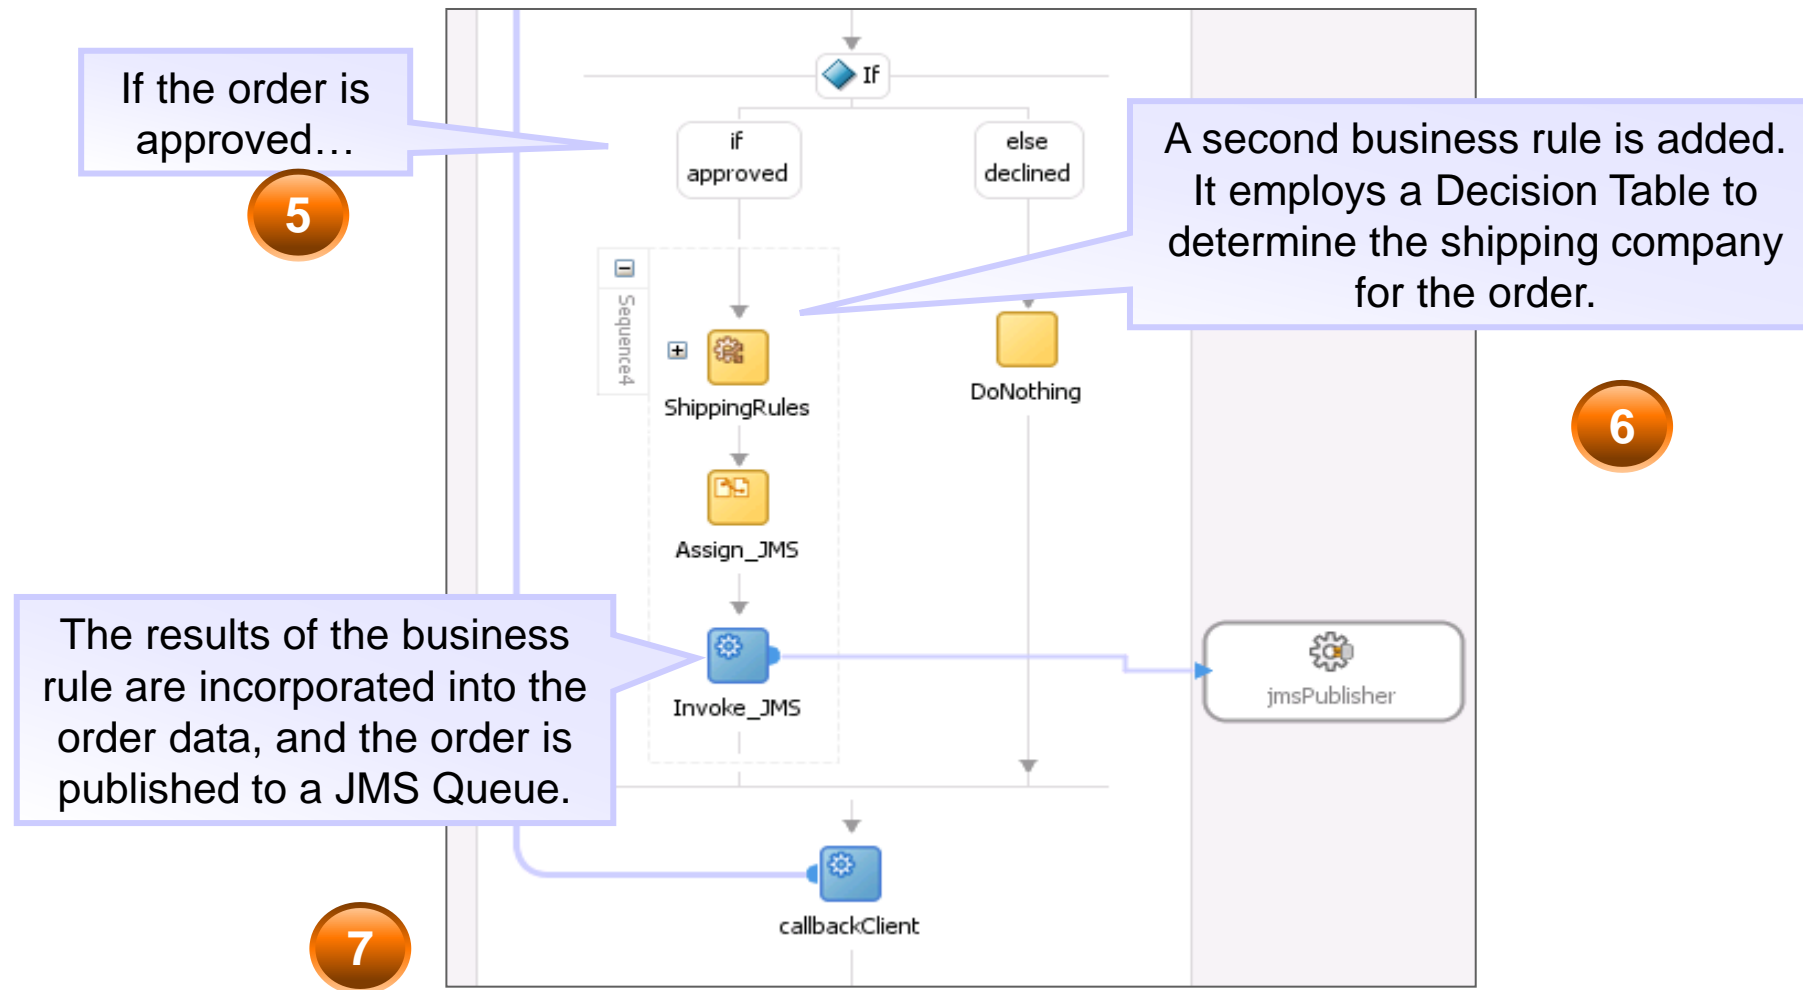 If the order is
approved…
5
If
if
approved
else
declined
A second business rule is added.
It employs a Decision Table to
determine the shipping company
for the order.
6
Sequence4
ShippingRules
DoNothing
Assign_JMS
The results of the business
rule are incorporated into the
order data, and the order is
published to a JMS Queue.
7
Invoke_JMS
jmsPublisher
callbackClient